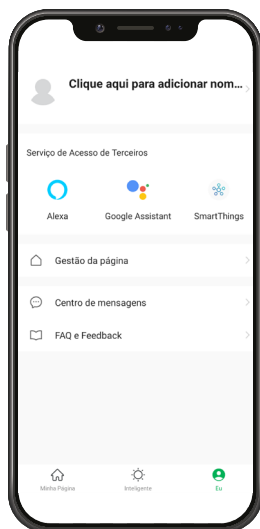 Clique aqui para adicionar nom...
Serviço de Acesso de Terceiros
Alexa
Google Assistant
SmartThings
Gestão da página
Centro de mensagens
FAQ e Feedback
Minha Página
Inteligente
Eu